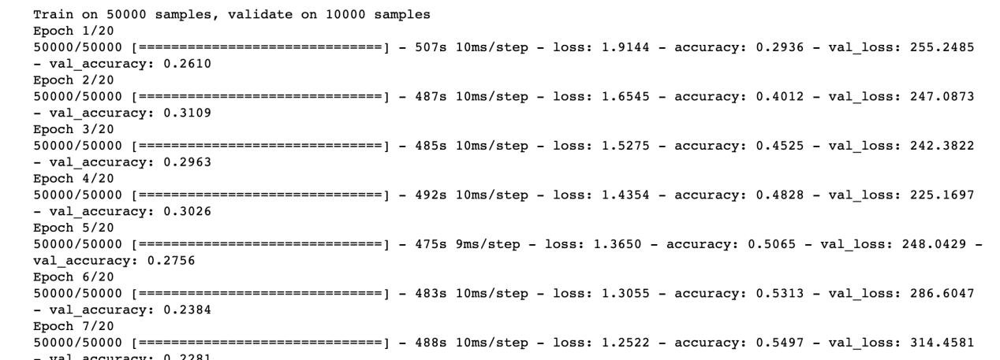 Train on 50000 samples, validate on 10000 samples
Epoch 1/20
50000/50000 [==============================] - 507s 10ms/step - loss: 1.9144 - accuracy: 0.2936 - val_loss: 255.2485
- val_accuracy: 0.2610
Epoch 2/20
50000/50000 [==============================] - 487s 10ms/step - loss: 1.6545 - accuracy: 0.4012 - val_loss: 247.0873
- val_accuracy: 0.3109
Epoch 3/20
50000/50000 [==============================] - 485s 10ms/step - loss: 1.5275 - accuracy: 0.4525 - val_loss: 242.3822
- val_accuracy: 0.2963
Epoch 4/20
50000/50000 [==============================] - 492s 10ms/step - loss: 1.4354 - accuracy: 0.4828 - val_loss: 225.1697
- val_accuracy: 0.3026
Epoch 5/20
50000/50000 [==============================] - 475s 9ms/step - loss: 1.3650 - accuracy: 0.5065 - val_loss: 248.0429 -
val_accuracy: 0.2756
Epoch 6/20
50000/50000 [==============================] - 483s 10ms/step - loss: 1.3055 - accuracy: 0.5313 - val_loss: 286.6047
- val_accuracy: 0.2384
Epoch 7/20
50000/50000 [==============================] - 488s 10ms/step - loss: 1.2522 - accuracy: 0.5497 - val_loss: 314.4581
- val_accuracy: 0.2281